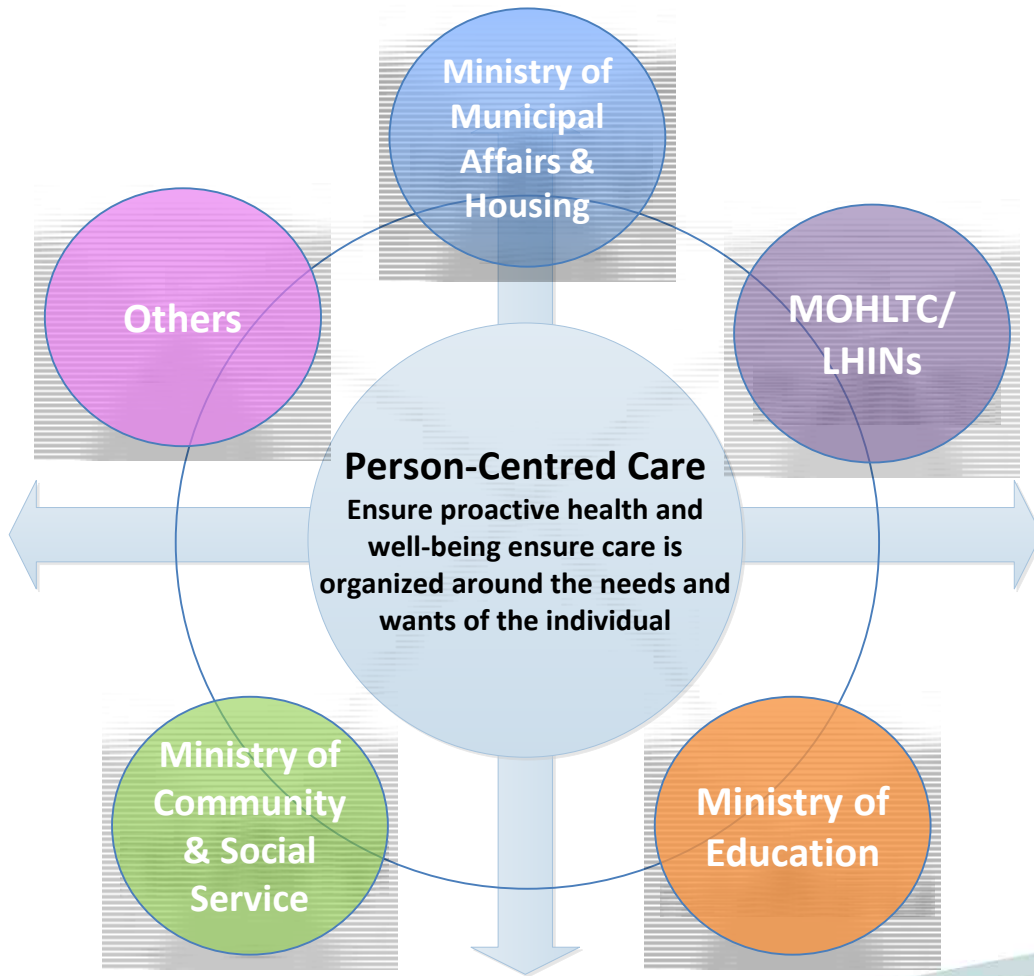 Ministry of
Municipal
Affairs &
Housing
Others
MOHLTC/
LHINs
Person-Centred Care
Ensure proactive health and
well-being ensure care is
organized around the needs and
wants of the individual
Ministry of
Community
& Social
Service
Ministry of
Education